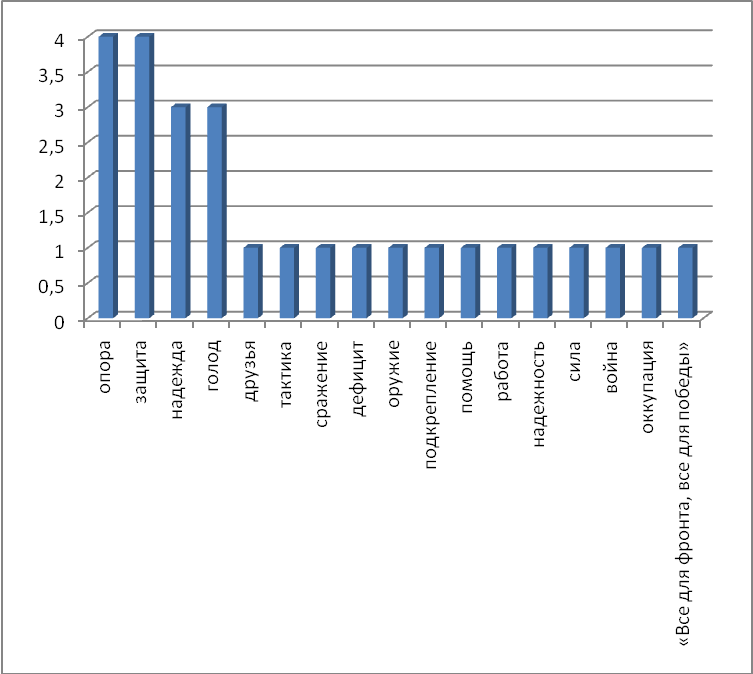 4
3,5
3
2,5
2
1,5
1
0,5
0
опора
защита
надежда
голод
друзья
тактика
сражение
дефицит
оружие
подкрепление
помощь
работа
надежность
сила
война
оккупация
«Все для фронта, все для победы»